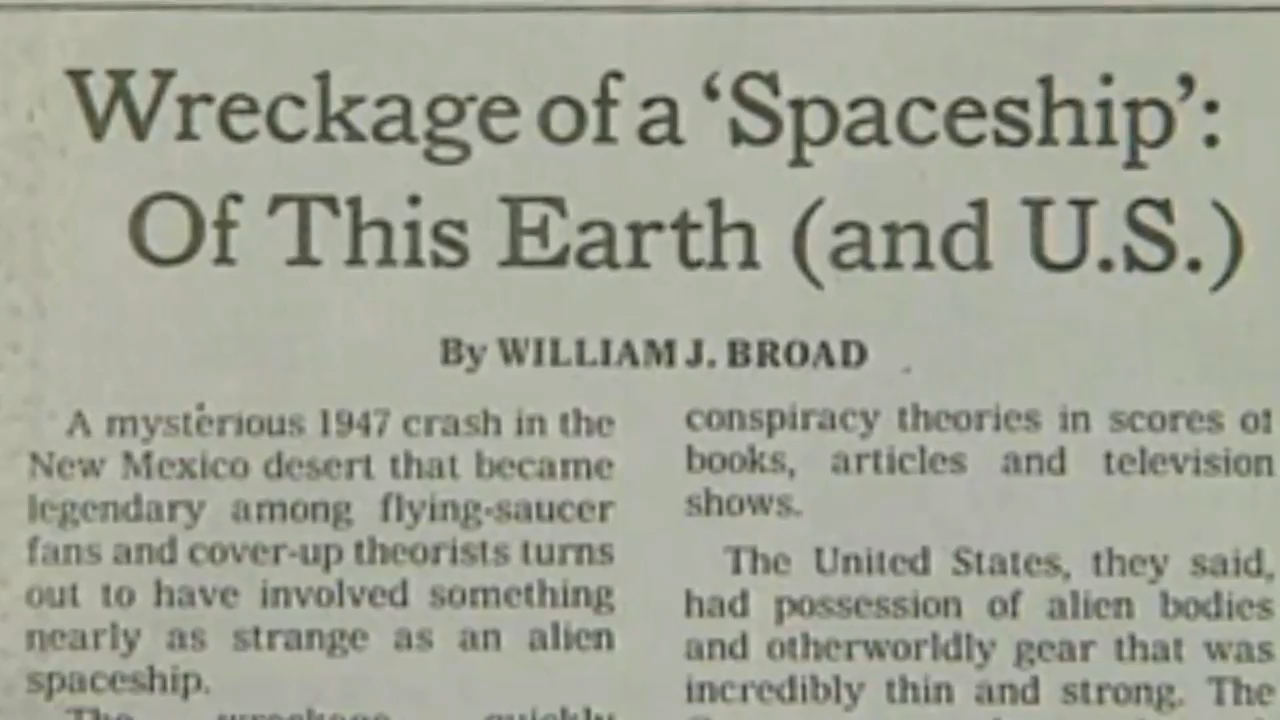 Wreckage of a ‘Spaceship’:
Of This Earth (and U.S.)
By WILLIAM J. BROAD
A mysterious 1947 crash in the
New Mexico desert that became
legendary among flying-saucer
fans and cover-up theorists turns
out to have involved something
nearly as strange as an alien
spaceship.
The wreckage quickly
conspiracy theories in scores of
books, articles and television
shows.
The United States, they said,
had possession of alien bodies
and otherworldly gear that was
incredibly thin and strong. The